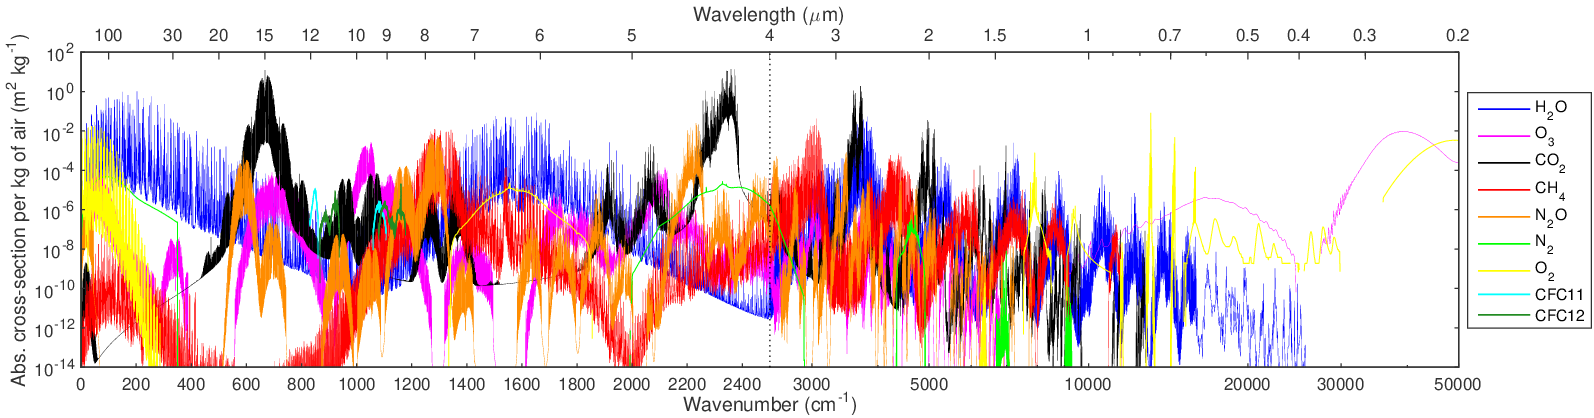 Wavelength (μm)
100 30 20 15 12 10 9 8 7 6 5 4 3 2 1.5 1 0.7 0.5 0.4 0.3 0.2
Abs. cross-section per kg of air (m² kg⁻¹)
10²
10⁰
10⁻²
10⁻⁴
10⁻⁶
10⁻⁸
10⁻¹⁰
10⁻¹²
10⁻¹⁴
H₂O
O₃
CO₂
CH₄
N₂O
N₂
O₂
CFC11
CFC12
0 200 400 600 800 1000 1200 1400 1600 1800 2000 2200 2400 3000 5000 10000 20000 30000 50000
Wavenumber (cm⁻¹)